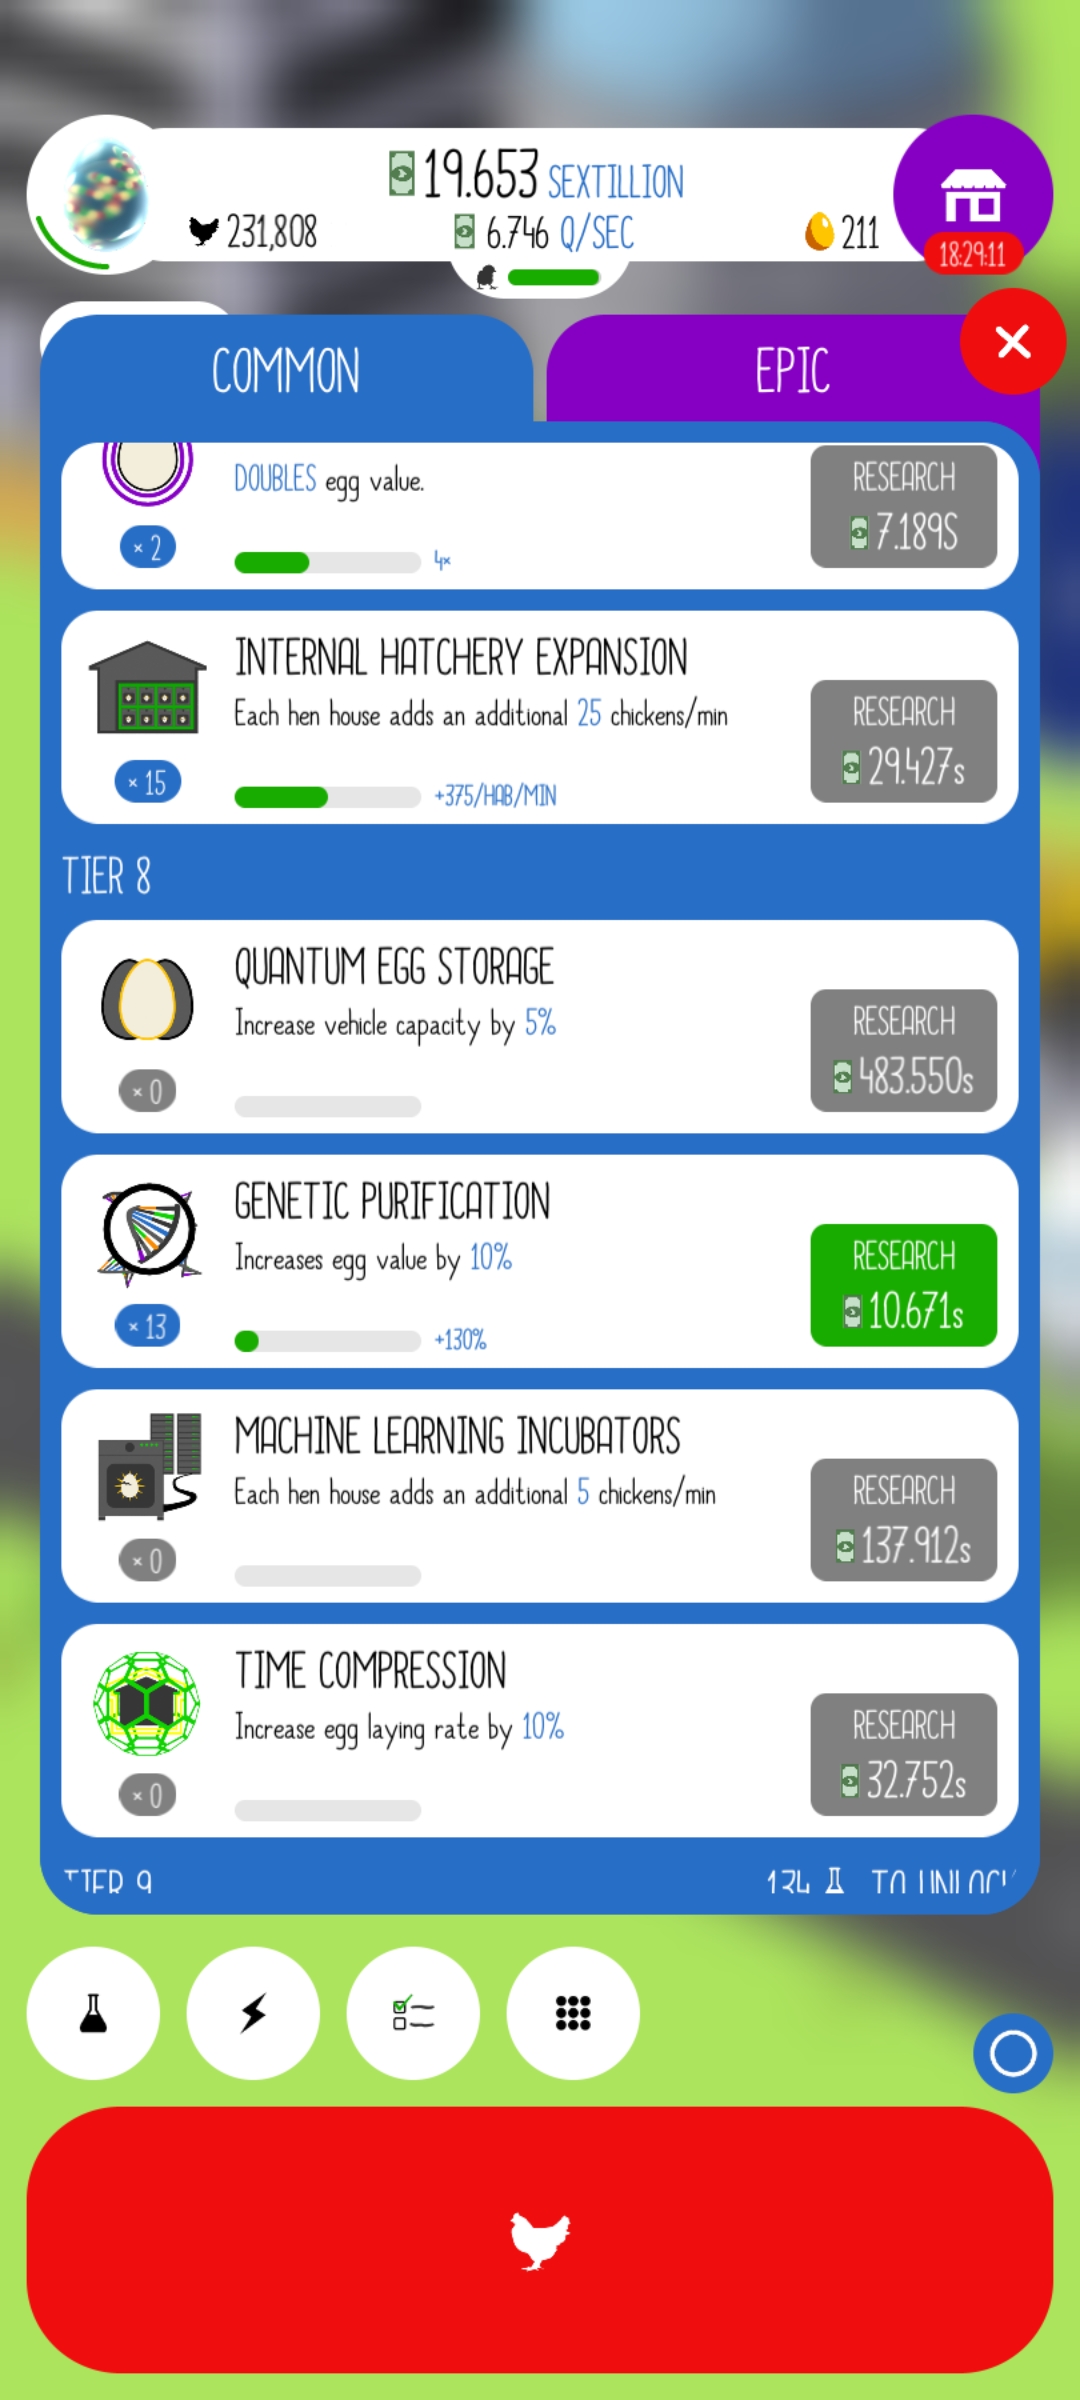 19.653 SEXTILLION
231,808
6.746 Q/SEC
211
18:29:11
COMMON
EPIC
DOUBLES egg value.
RESEARCH
7.189S
× 2
4×
INTERNAL HATCHERY EXPANSION
Each hen house adds an additional 25 chickens/min
RESEARCH
29.427s
× 15
+375/HAB/MIN
TIER 8
QUANTUM EGG STORAGE
Increase vehicle capacity by 5%
RESEARCH
483.550s
× 0
GENETIC PURIFICATION
Increases egg value by 10%
RESEARCH
10.671s
× 13
+130%
MACHINE LEARNING INCUBATORS
Each hen house adds an additional 5 chickens/min
RESEARCH
137.912s
× 0
TIME COMPRESSION
Increase egg laying rate by 10%
RESEARCH
32.752s
× 0
TIER 9
134 TO UNLOCK